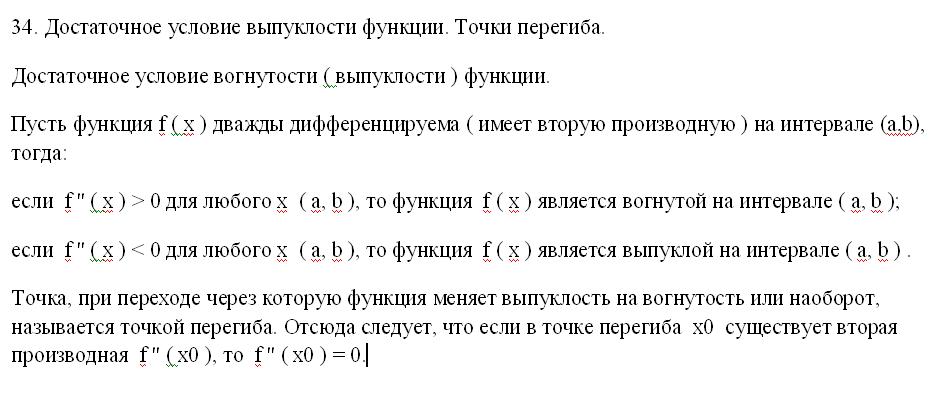 34. Достаточное условие выпуклости функции. Точки перегиба.
Достаточное условие вогнутости ( выпуклости ) функции.
Пусть функция f ( x ) дважды дифференцируема ( имеет вторую производную ) на интервале (a,b),
тогда:
если f '' ( x ) > 0 для любого x ( a, b ), то функция f ( x ) является вогнутой на интервале ( a, b );
если f '' ( x ) < 0 для любого x ( a, b ), то функция f ( x ) является выпуклой на интервале ( a, b ) .
Точка, при переходе через которую функция меняет выпуклость на вогнутость или наоборот,
называется точкой перегиба. Отсюда следует, что если в точке перегиба x0 существует вторая
производная f '' ( x0 ), то f '' ( x0 ) = 0.